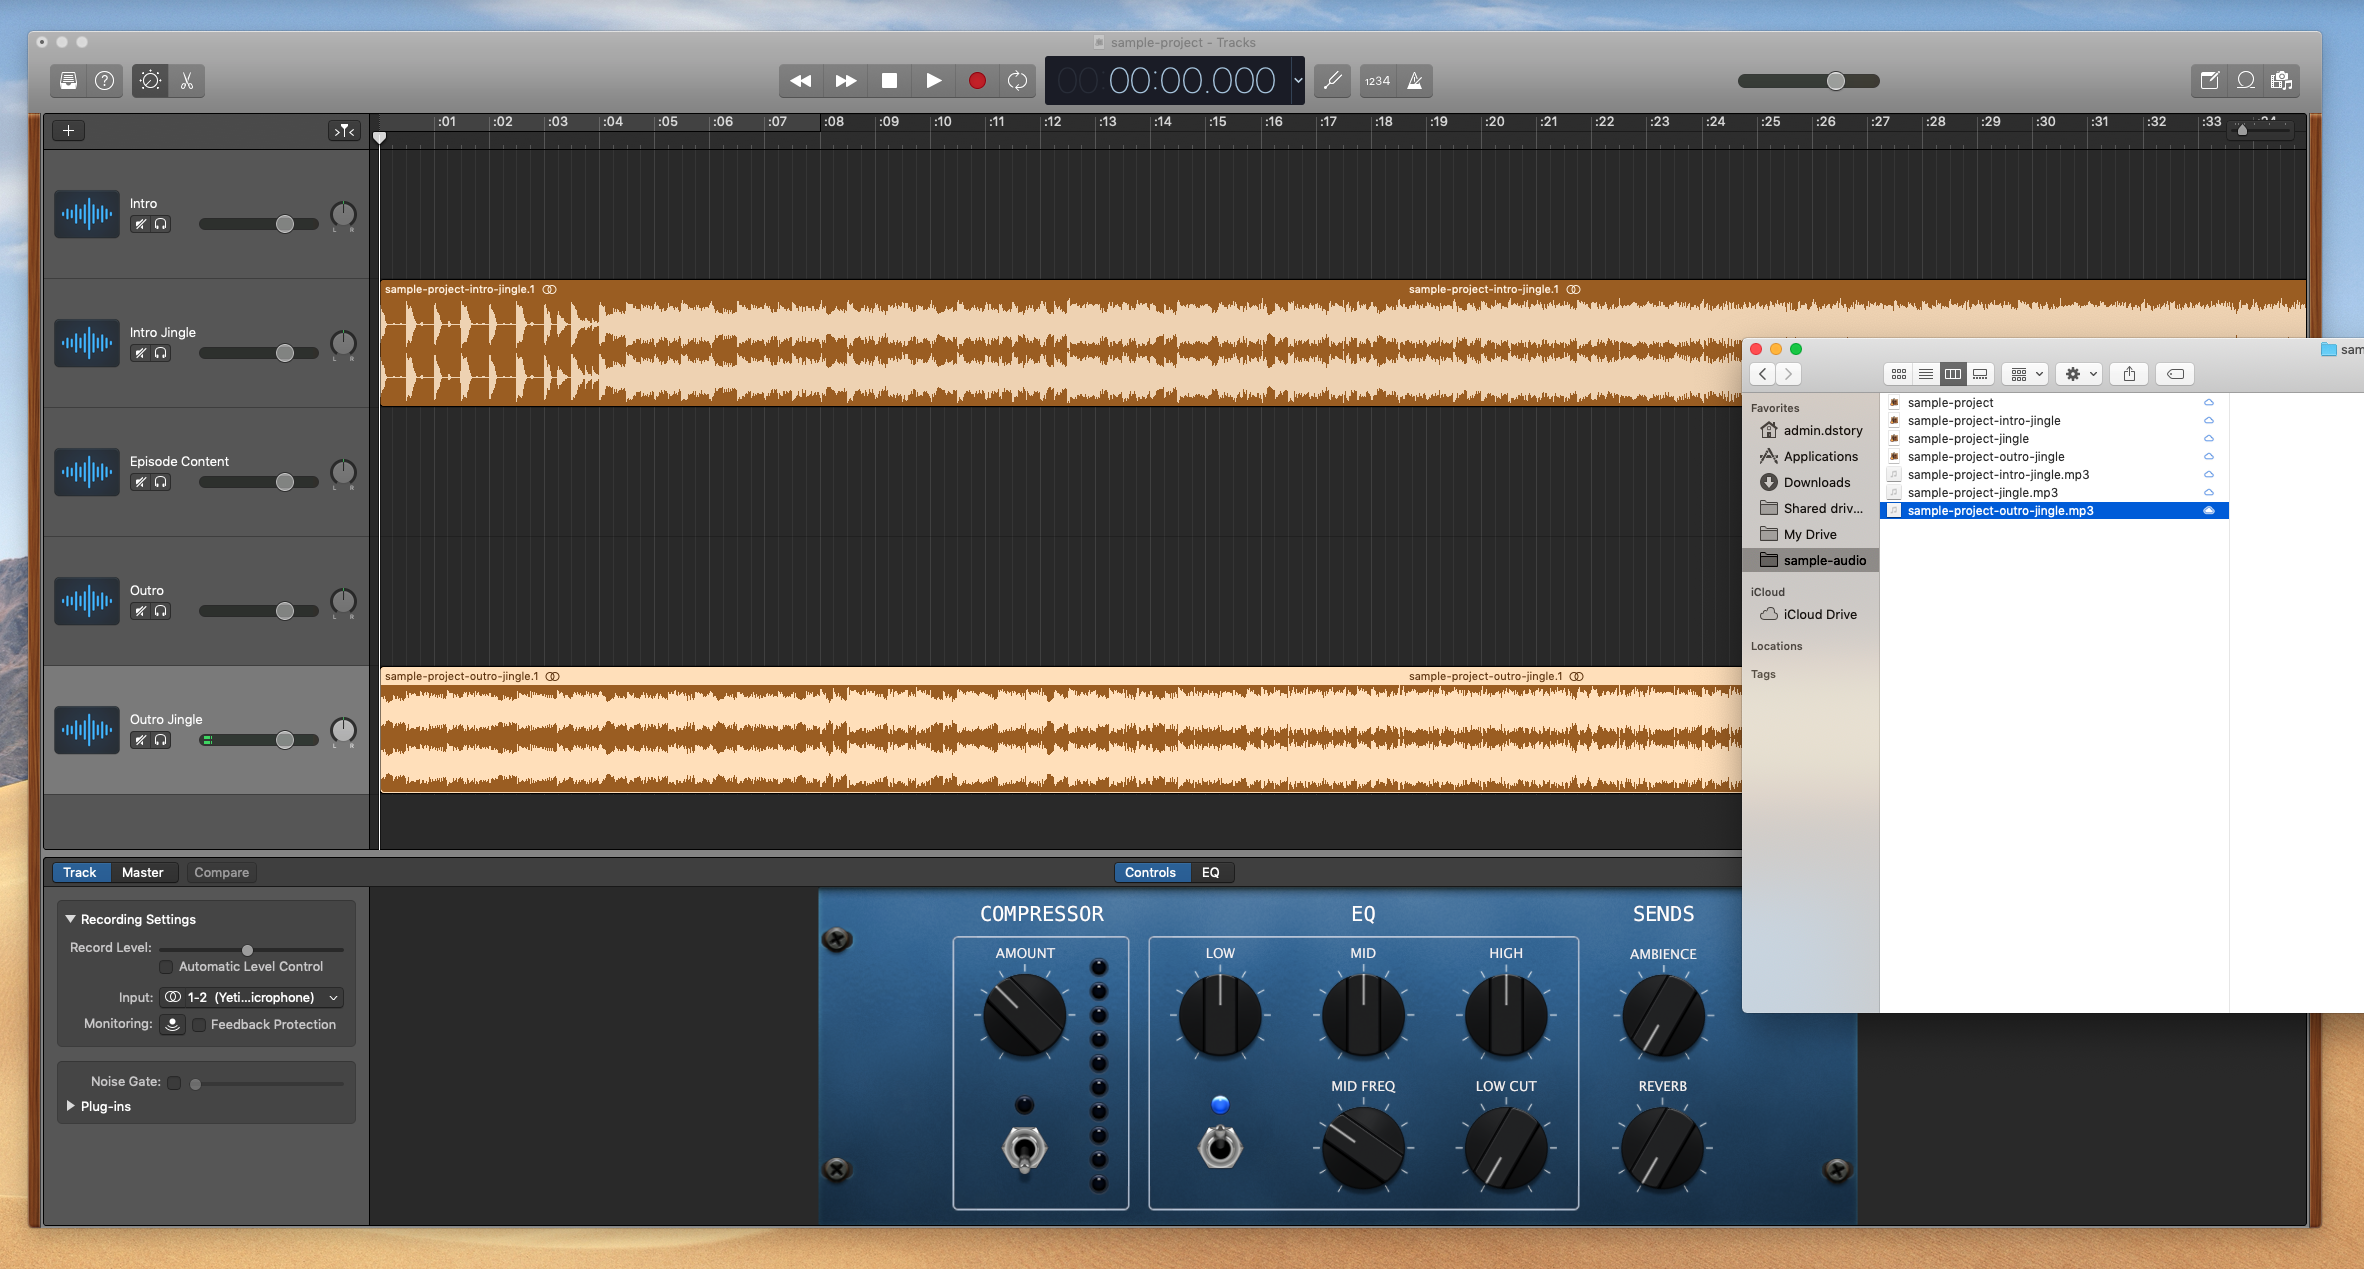 sample-project - Tracks
00:00.000
1234
:01 :02 :03 :04 :05 :06 :07 :08 :09 :10 :11 :12 :13 :14 :15 :16 :17 :18 :19 :20 :21 :22 :23 :24 :25 :26 :27 :28 :29 :30 :31 :32 :33
Intro
L R
sample-project-intro-jingle.1
sample-project-intro-jingle.1
Intro Jingle
L R
Episode Content
L R
Outro
L R
sample-project-outro-jingle.1
sample-project-outro-jingle.1
Outro Jingle
L R
sam
Favorites
admin.dstory
Applications
Downloads
Shared driv...
My Drive
sample-audio
iCloud
iCloud Drive
Locations
Tags
sample-project
sample-project-intro-jingle
sample-project-jingle
sample-project-outro-jingle
sample-project-intro-jingle.mp3
sample-project-jingle.mp3
sample-project-outro-jingle.mp3
Track Master Compare
Controls EQ
Recording Settings
Record Level:
Automatic Level Control
Input: 1-2 (Yeti...icrophone)
Monitoring: Feedback Protection
Noise Gate:
Plug-ins
COMPRESSOR
AMOUNT
EQ
LOW MID HIGH
MID FREQ LOW CUT
SENDS
AMBIENCE
REVERB